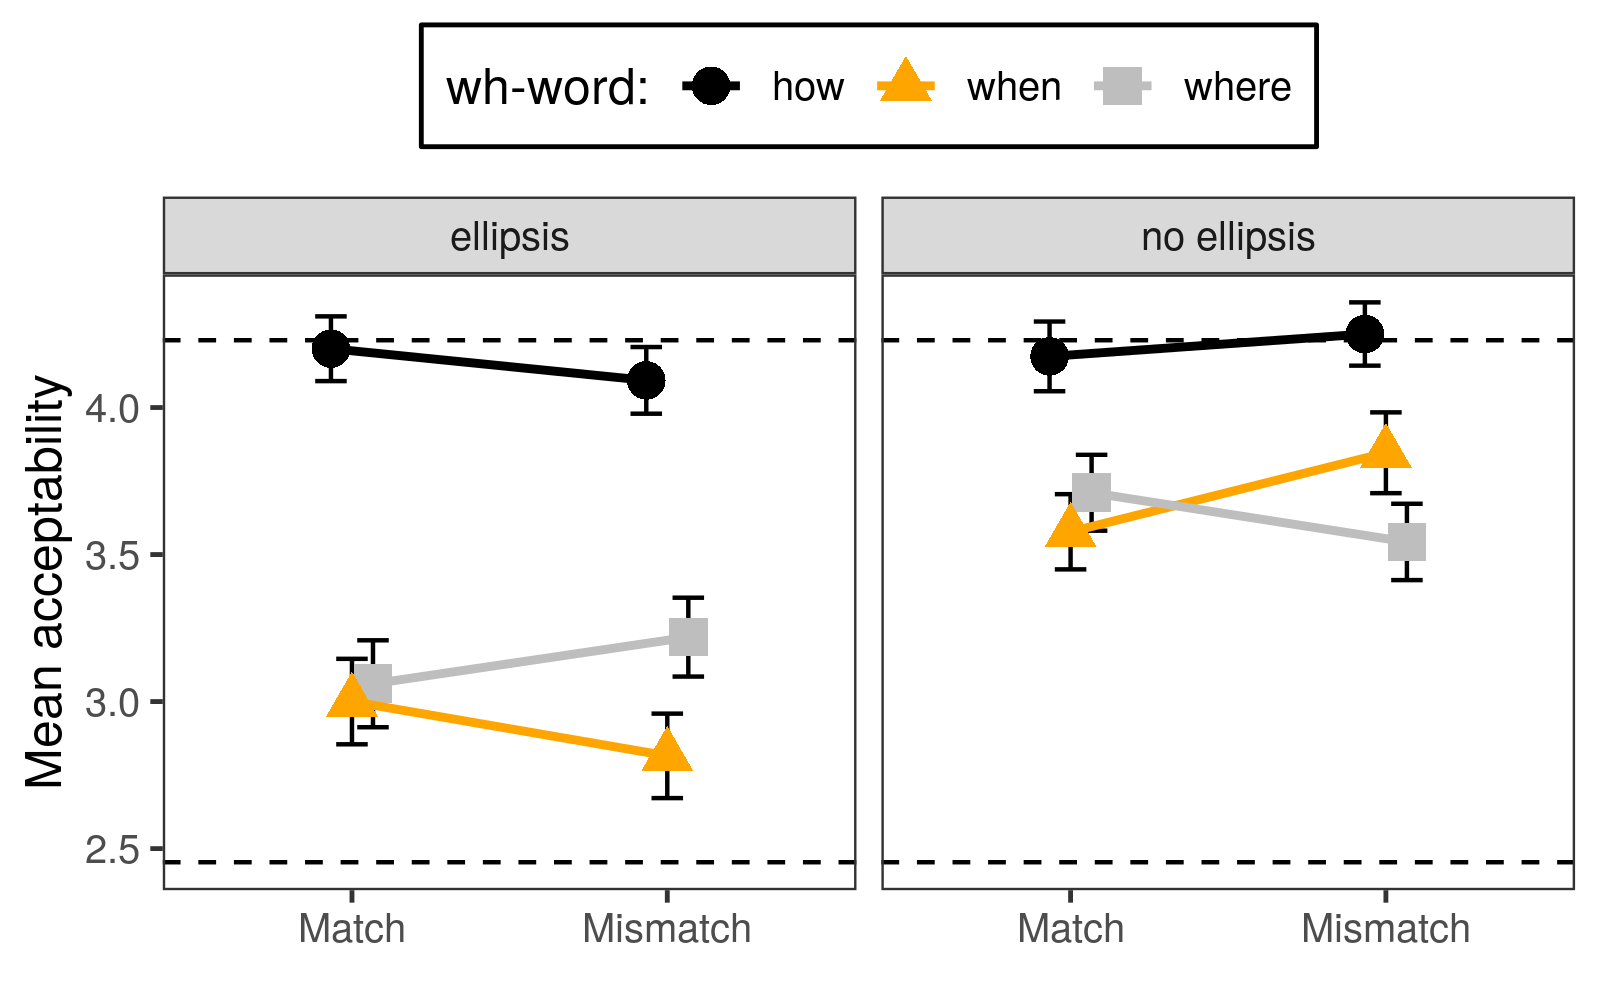 wh-word: how when where
ellipsis
no ellipsis
Mean acceptability
4.0
3.5
3.0
2.5
Match Mismatch
Match Mismatch